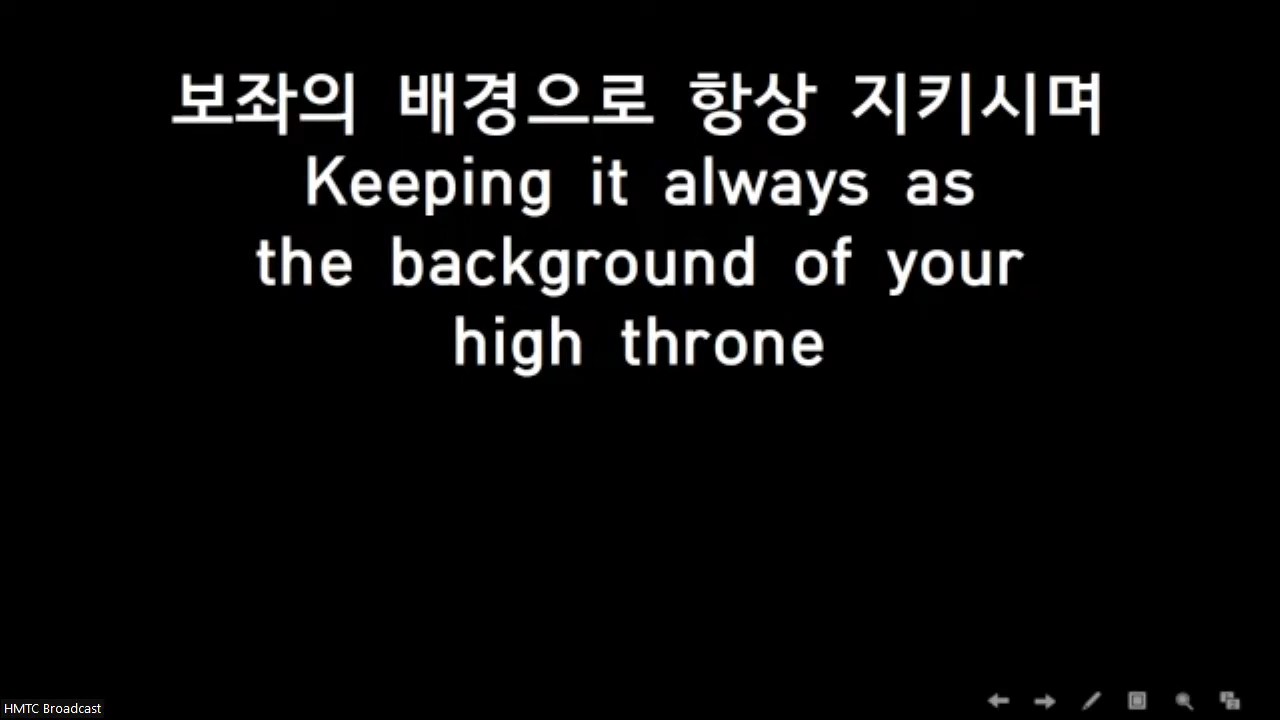 보좌의 배경으로 항상 지키시며
Keeping it always as
the background of your
high throne
HMTC Broadcast